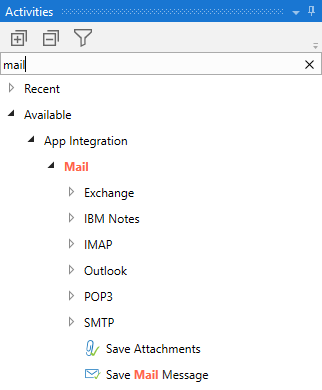 Activities
mail
Recent
Available
App Integration
Mail
Exchange
IBM Notes
IMAP
Outlook
POP3
SMTP
Save Attachments
Save Mail Message